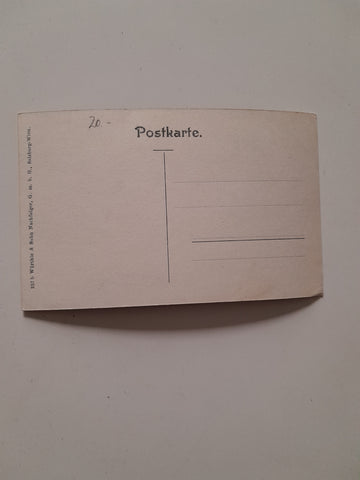 20.-
Postkarte.
Würthle & Sohn Nachfolger, G. m. b. H., Salzburg-Wien.